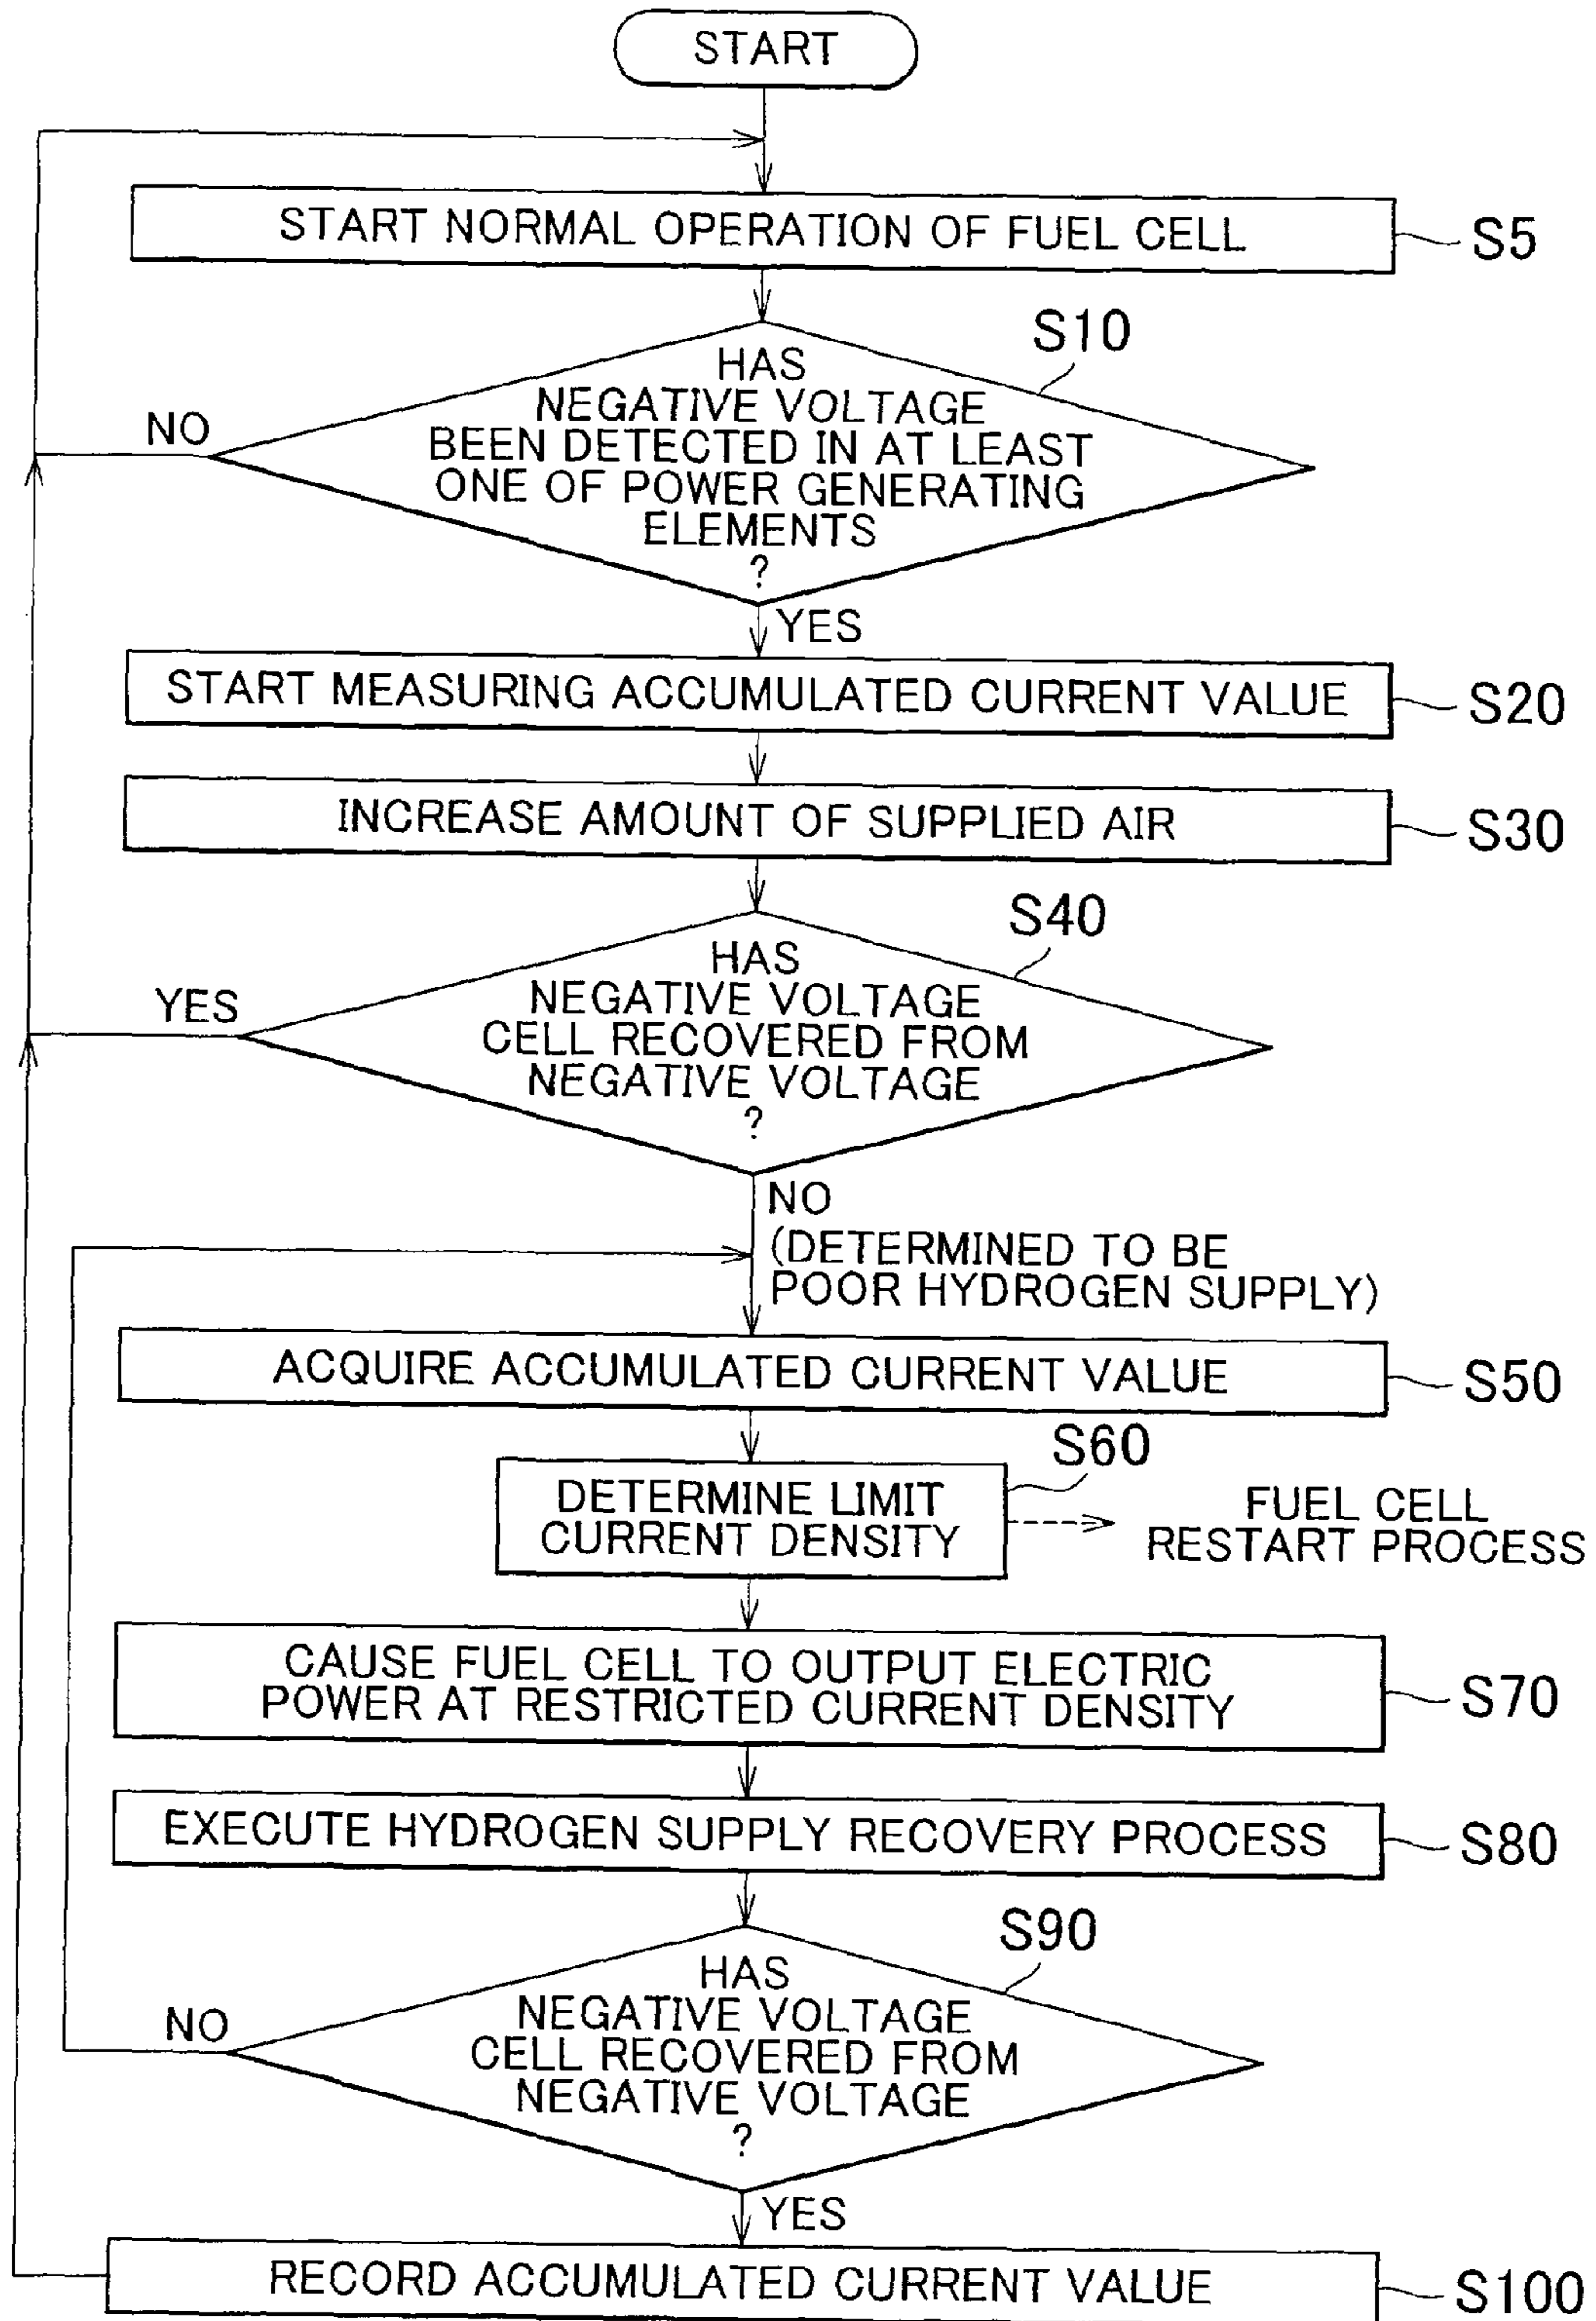 START
START NORMAL OPERATION OF FUEL CELL
S5
S10
HAS
NEGATIVE VOLTAGE
BEEN DETECTED IN AT LEAST
ONE OF POWER GENERATING
ELEMENTS
?
NO
YES
START MEASURING ACCUMULATED CURRENT VALUE
S20
INCREASE AMOUNT OF SUPPLIED AIR
S30
S40
HAS
NEGATIVE VOLTAGE
CELL RECOVERED FROM
NEGATIVE VOLTAGE
?
YES
NO
(DETERMINED TO BE
POOR HYDROGEN SUPPLY)
ACQUIRE ACCUMULATED CURRENT VALUE
S50
S60
DETERMINE LIMIT
CURRENT DENSITY
FUEL CELL
RESTART PROCESS
CAUSE FUEL CELL TO OUTPUT ELECTRIC
POWER AT RESTRICTED CURRENT DENSITY
S70
EXECUTE HYDROGEN SUPPLY RECOVERY PROCESS
S80
S90
HAS
NEGATIVE VOLTAGE
CELL RECOVERED FROM
NEGATIVE VOLTAGE
?
NO
YES
RECORD ACCUMULATED CURRENT VALUE
S100